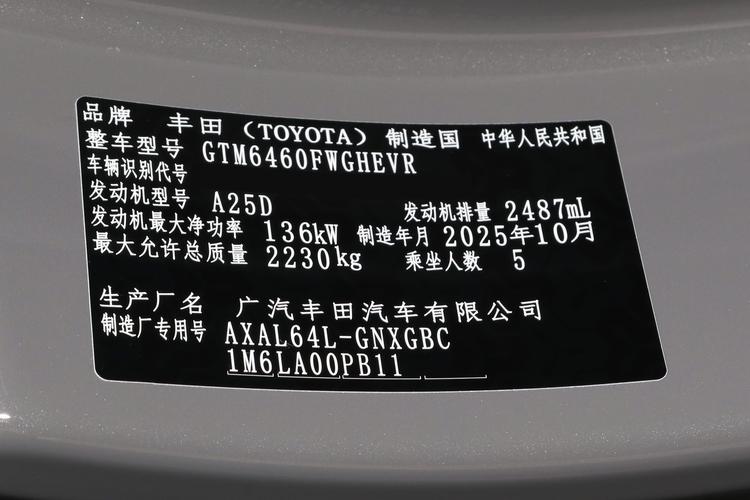 品牌 丰田（TOYOTA） 制造国 中华人民共和国
整车型号 GTM6460FWGHEVR
车辆识别代号
发动机型号 A25D 发动机排量 2487mL
发动机最大净功率 136kW 制造年月 2025年10月
最大允许总质量 2230kg 乘坐人数 5
生产厂名 广汽丰田汽车有限公司
制造厂专用号 AXAL64L-GNXGBC
1M6LA00PB11